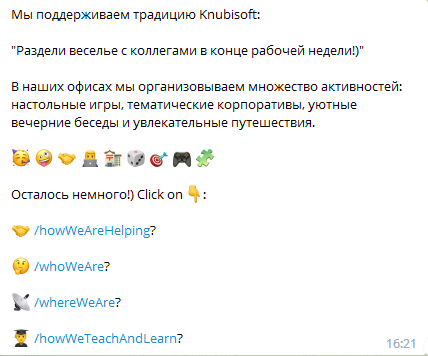 Мы поддерживаем традицию Knubisoft:
"Раздели веселье с коллегами в конце рабочей недели!)"
В наших офисах мы организовываем множество активностей:
настольные игры, тематические корпоративы, уютные
вечерние беседы и увлекательные путешествия.
🥳 🤪 🤝 👨‍💻 🏤 🎲 🎯 🎮 🧩
Осталось немного!) Click on 👇:
🤝 /howWeAreHelping?
🤔 /whoWeAre?
📡 /whereWeAre?
👨‍🎓 /howWeTeachAndLearn?
16:21